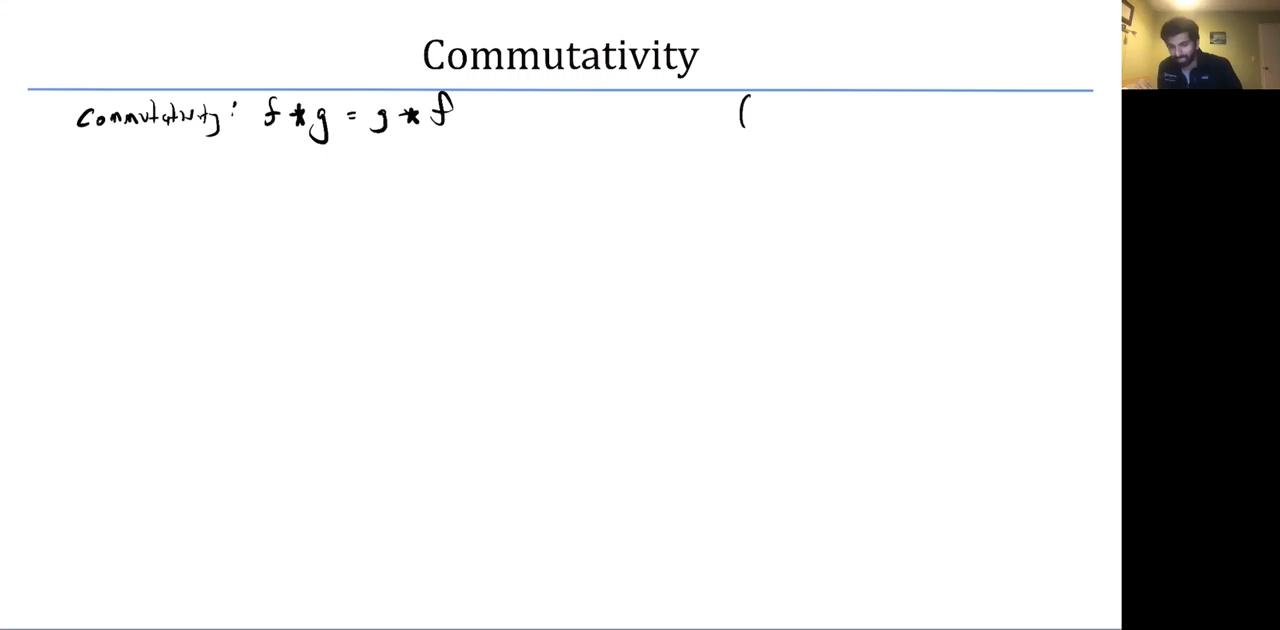 Commutativity
Commutativity: f * g = g * f (